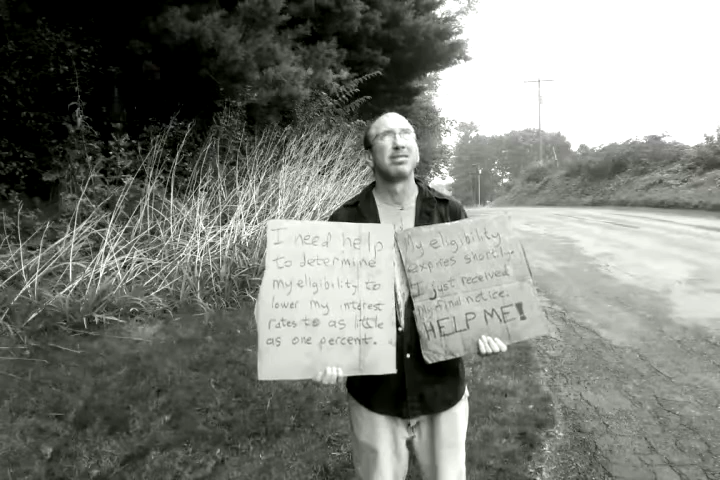 I need help
to determine
my eligibility to
lower my interest
rates to as little
as one percent.
My eligibility
expires shortly.
I just received
My final notice.
HELP ME!